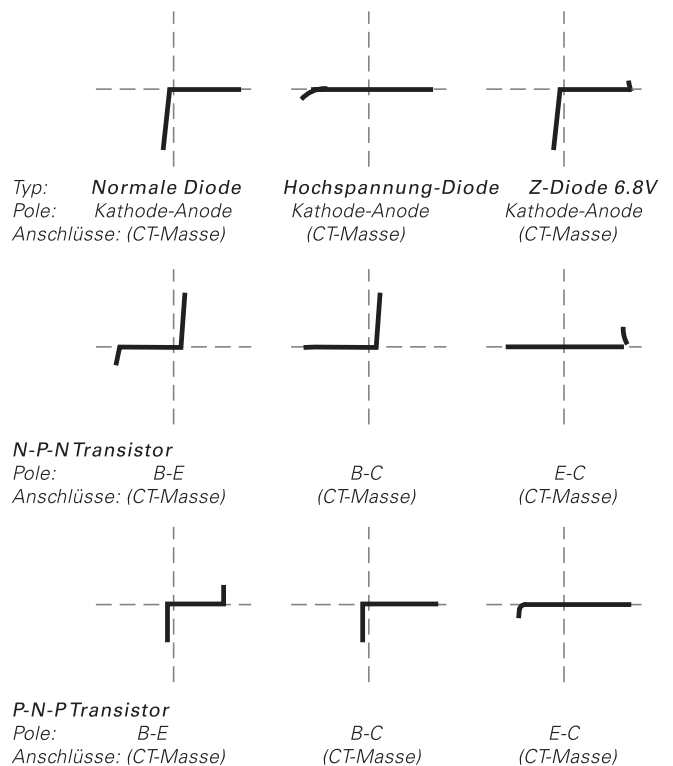 Typ: Normale Diode Hochspannung-Diode Z-Diode 6.8V
Pole: Kathode-Anode Kathode-Anode Kathode-Anode
Anschlüsse: (CT-Masse) (CT-Masse) (CT-Masse)
N-P-N Transistor
Pole: B-E B-C E-C
Anschlüsse: (CT-Masse) (CT-Masse) (CT-Masse)
P-N-P Transistor
Pole: B-E B-C E-C
Anschlüsse: (CT-Masse) (CT-Masse) (CT-Masse)